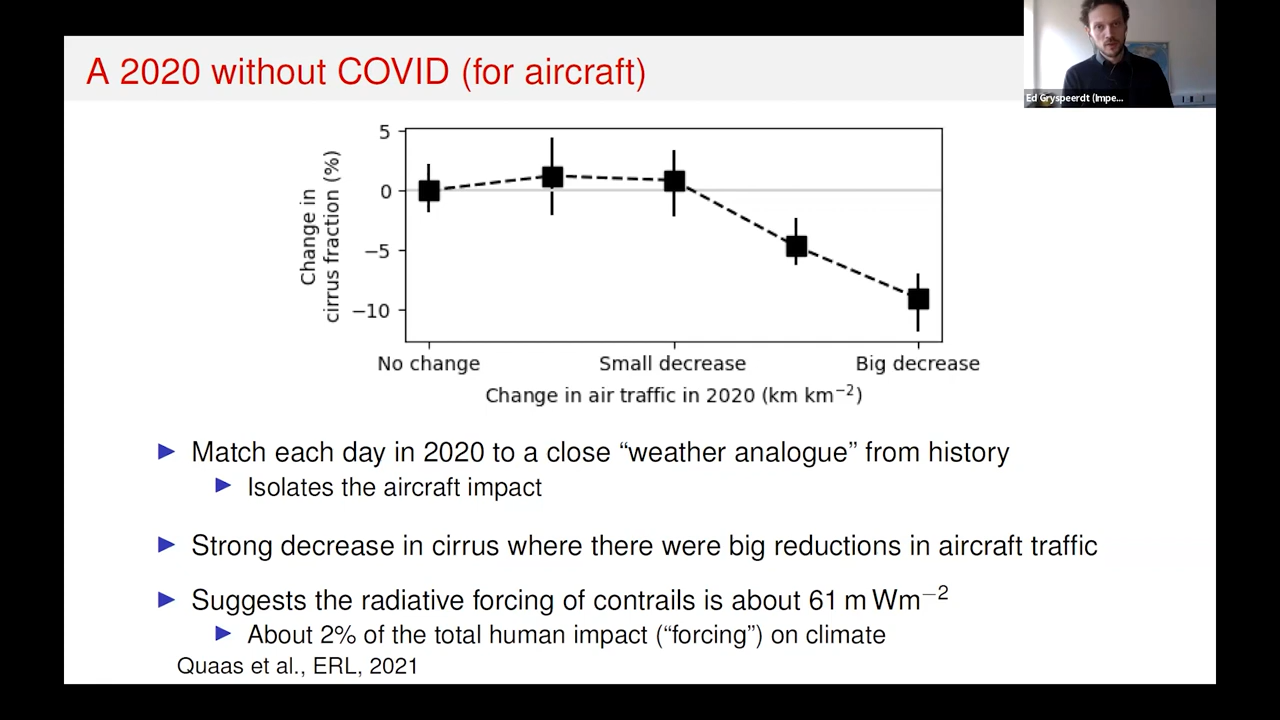 A 2020 without COVID (for aircraft)
Ed Gryspeerdt (Impe...
5
0
−5
−10
Change in
cirrus fraction (%)
No change
Small decrease
Big decrease
Change in air traffic in 2020 (km km⁻²)
Match each day in 2020 to a close “weather analogue” from history
Isolates the aircraft impact
Strong decrease in cirrus where there were big reductions in aircraft traffic
Suggests the radiative forcing of contrails is about 61 m Wm⁻²
About 2% of the total human impact (“forcing”) on climate
Quaas et al., ERL, 2021